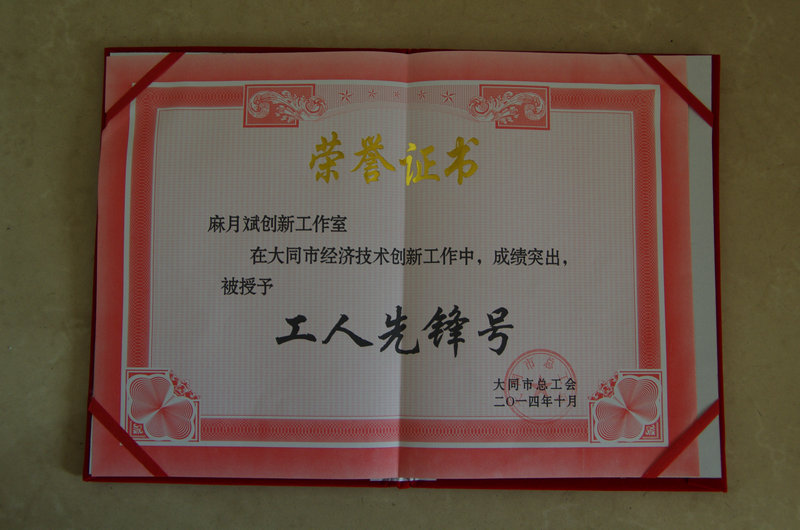 荣誉证书
麻月斌创新工作室
在大同市经济技术创新工作中，成绩突出，
被授予
工人先锋号
大同市总工会
二〇一四年十月